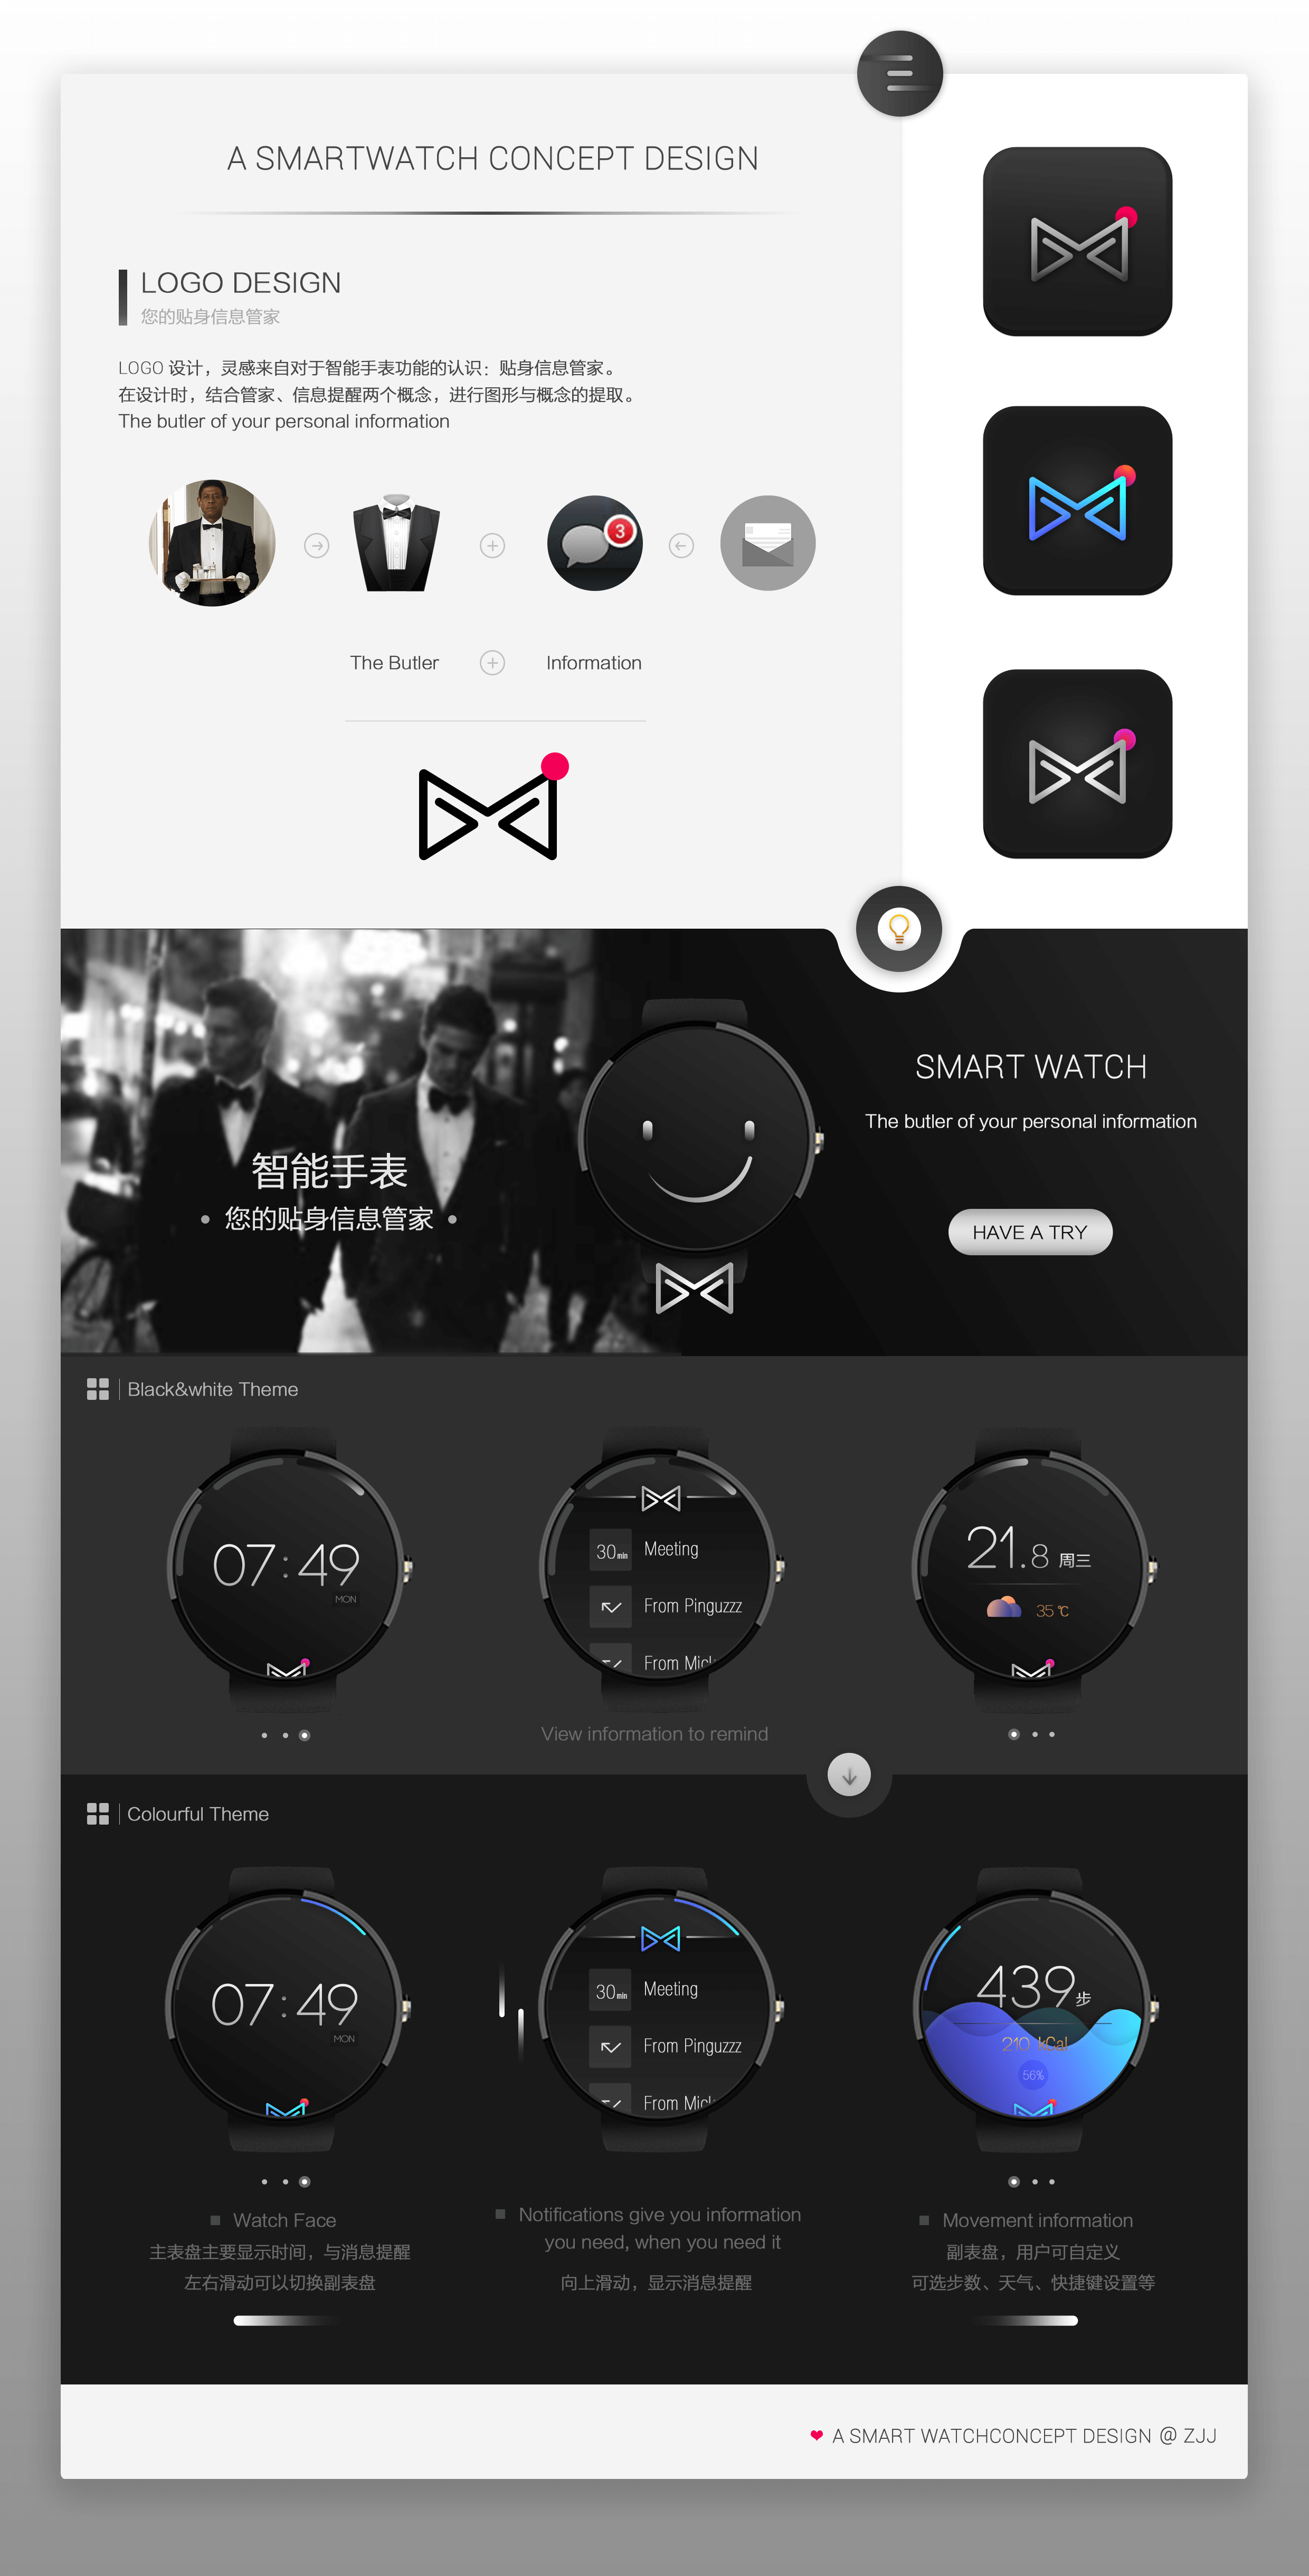 A SMARTWATCH CONCEPT DESIGN
LOGO DESIGN
您的贴身信息管家
LOGO 设计，灵感来自对于智能手表功能的认识：贴身信息管家。
在设计时，结合管家、信息提醒两个概念，进行图形与概念的提取。
The butler of your personal information
3
The Butler
Information
SMART WATCH
The butler of your personal information
HAVE A TRY
智能手表
您的贴身信息管家
Black&white Theme
07:49
MON
30min Meeting
From Pinguzzz
From
21.8 周三
35 ℃
View information to remind
Colourful Theme
07:49
MON
30min Meeting
From Pinguzzz
From
439步
210 kCal
56%
Watch Face
主表盘主要显示时间，与消息提醒
左右滑动可以切换副表盘
Notifications give you information
you need, when you need it
向上滑动，显示消息提醒
Movement information
副表盘，用户可自定义
可选步数、天气、快捷键设置等
❤ A SMART WATCHCONCEPT DESIGN @ ZJJ